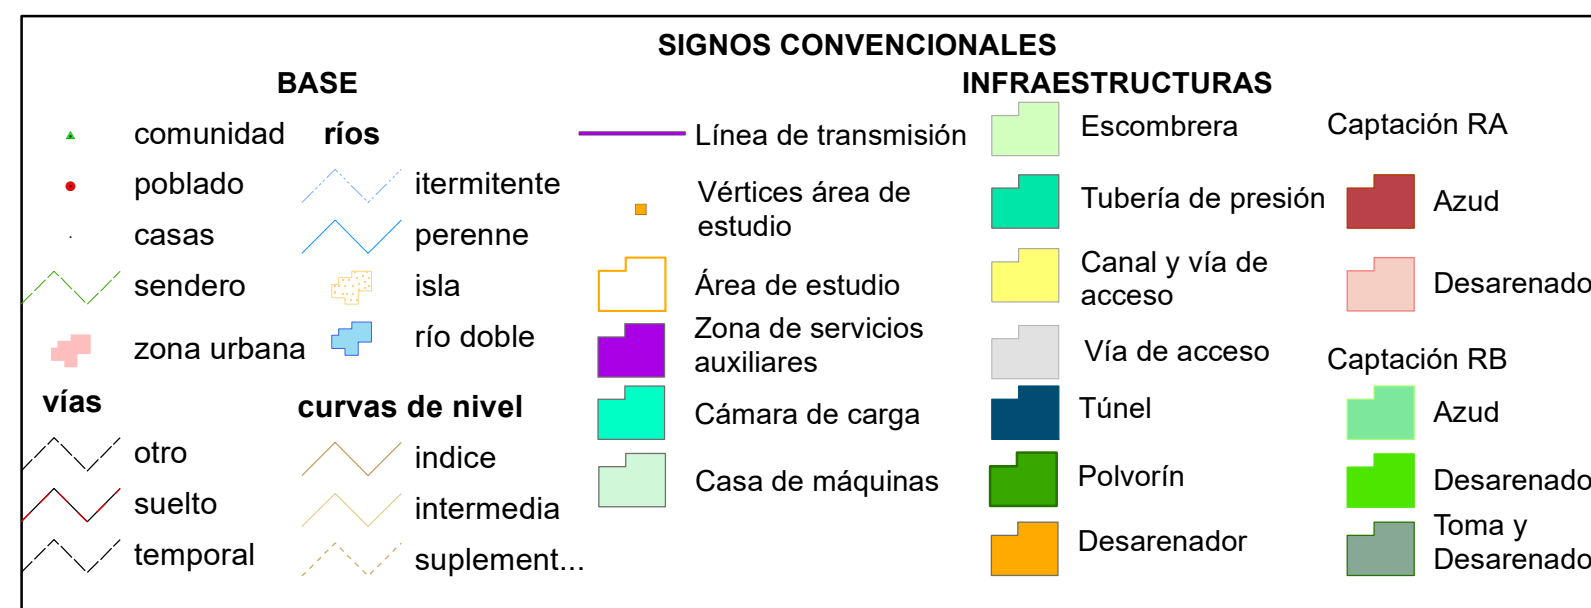 SIGNOS CONVENCIONALES
BASE
comunidad
poblado
casas
sendero
zona urbana
vías
otro
suelto
temporal
ríos
itermitente
perenne
isla
río doble
curvas de nivel
indice
intermedia
suplement...
INFRAESTRUCTURAS
Línea de transmisión
Vértices área de
estudio
Área de estudio
Zona de servicios
auxiliares
Cámara de carga
Casa de máquinas
Escombrera
Tubería de presión
Canal y vía de
acceso
Vía de acceso
Túnel
Polvorín
Desarenador
Captación RA
Azud
Desarenado
Captación RB
Azud
Desarenado
Toma y
Desarenado